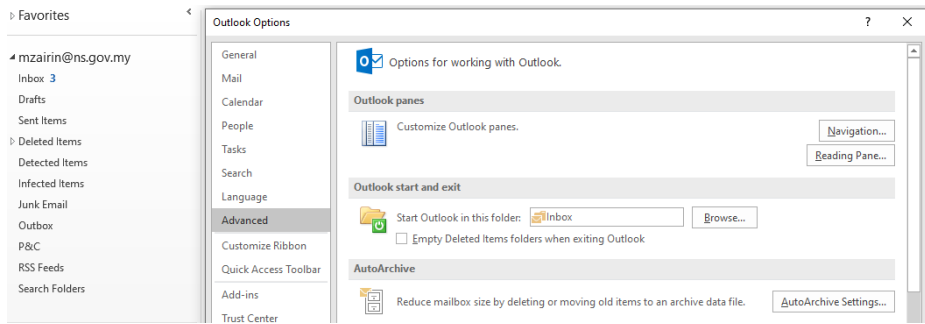 Favorites
mzairin@ns.gov.my
Inbox 3
Drafts
Sent Items
Deleted Items
Detected Items
Infected Items
Junk Email
Outbox
P&C
RSS Feeds
Search Folders
Outlook Options
General
Mail
Calendar
People
Tasks
Search
Language
Advanced
Customize Ribbon
Quick Access Toolbar
Add-ins
Trust Center
Options for working with Outlook.
Outlook panes
Customize Outlook panes.
Navigation...
Reading Pane...
Outlook start and exit
Start Outlook in this folder: Inbox Browse...
Empty Deleted Items folders when exiting Outlook
AutoArchive
Reduce mailbox size by deleting or moving old items to an archive data file. AutoArchive Settings...